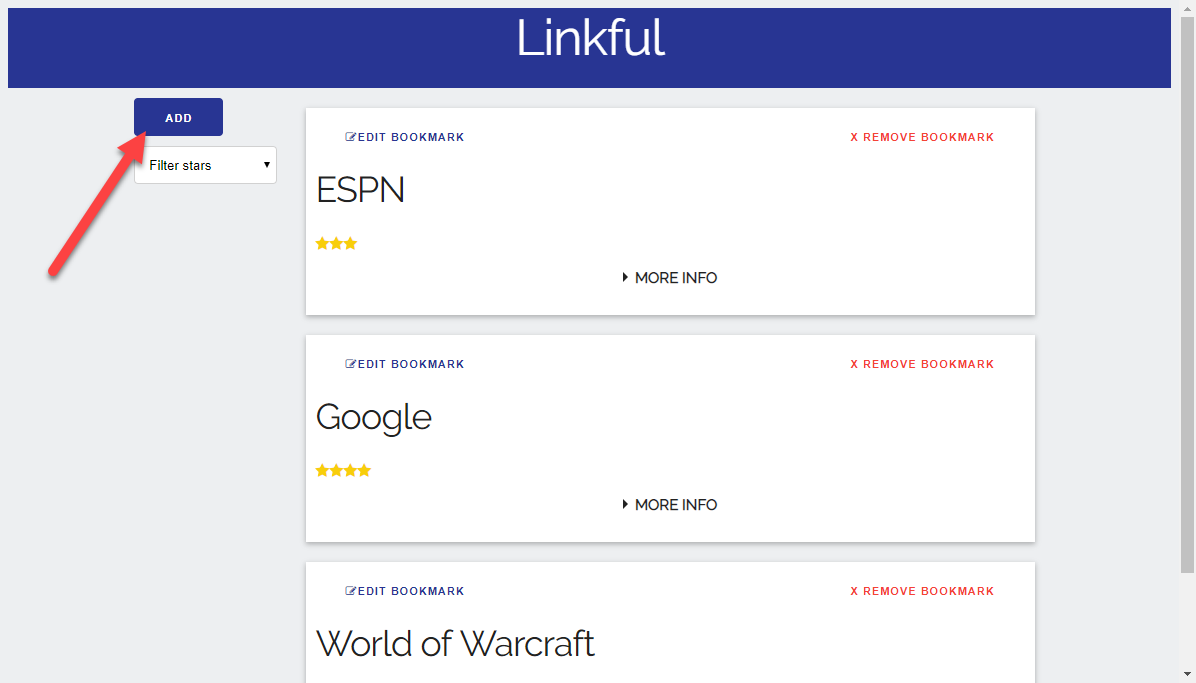 Linkful
ADD
Filter stars
EDIT BOOKMARK
X REMOVE BOOKMARK
ESPN
MORE INFO
EDIT BOOKMARK
X REMOVE BOOKMARK
Google
MORE INFO
EDIT BOOKMARK
X REMOVE BOOKMARK
World of Warcraft